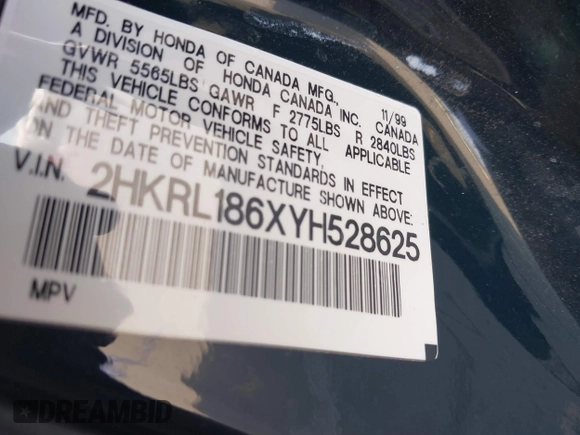 MFD. BY HONDA OF CANADA MFG., 11/99
A DIVISION OF HONDA CANADA INC. CANADA
GVWR 5565LBS GAWR F 2775LBS R 2840LBS
THIS VEHICLE CONFORMS TO ALL APPLICABLE
FEDERAL MOTOR VEHICLE SAFETY,
AND THEFT PREVENTION STANDARDS IN EFFECT
ON THE DATE OF MANUFACTURE SHOWN ABOVE.
V.I.N. 2HKRL186XYH528625
MPV
DREAMBID